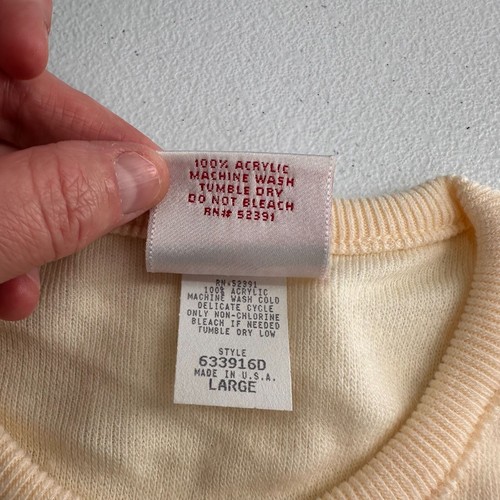 100% ACRYLIC
MACHINE WASH
TUMBLE DRY
DO NOT BLEACH
RN# 52391
RN:52391
100% ACRYLIC
MACHINE WASH COLD
DELICATE CYCLE
ONLY NON-CHLORINE
BLEACH IF NEEDED
TUMBLE DRY LOW
STYLE
633916D
MADE IN U.S.A.
LARGE